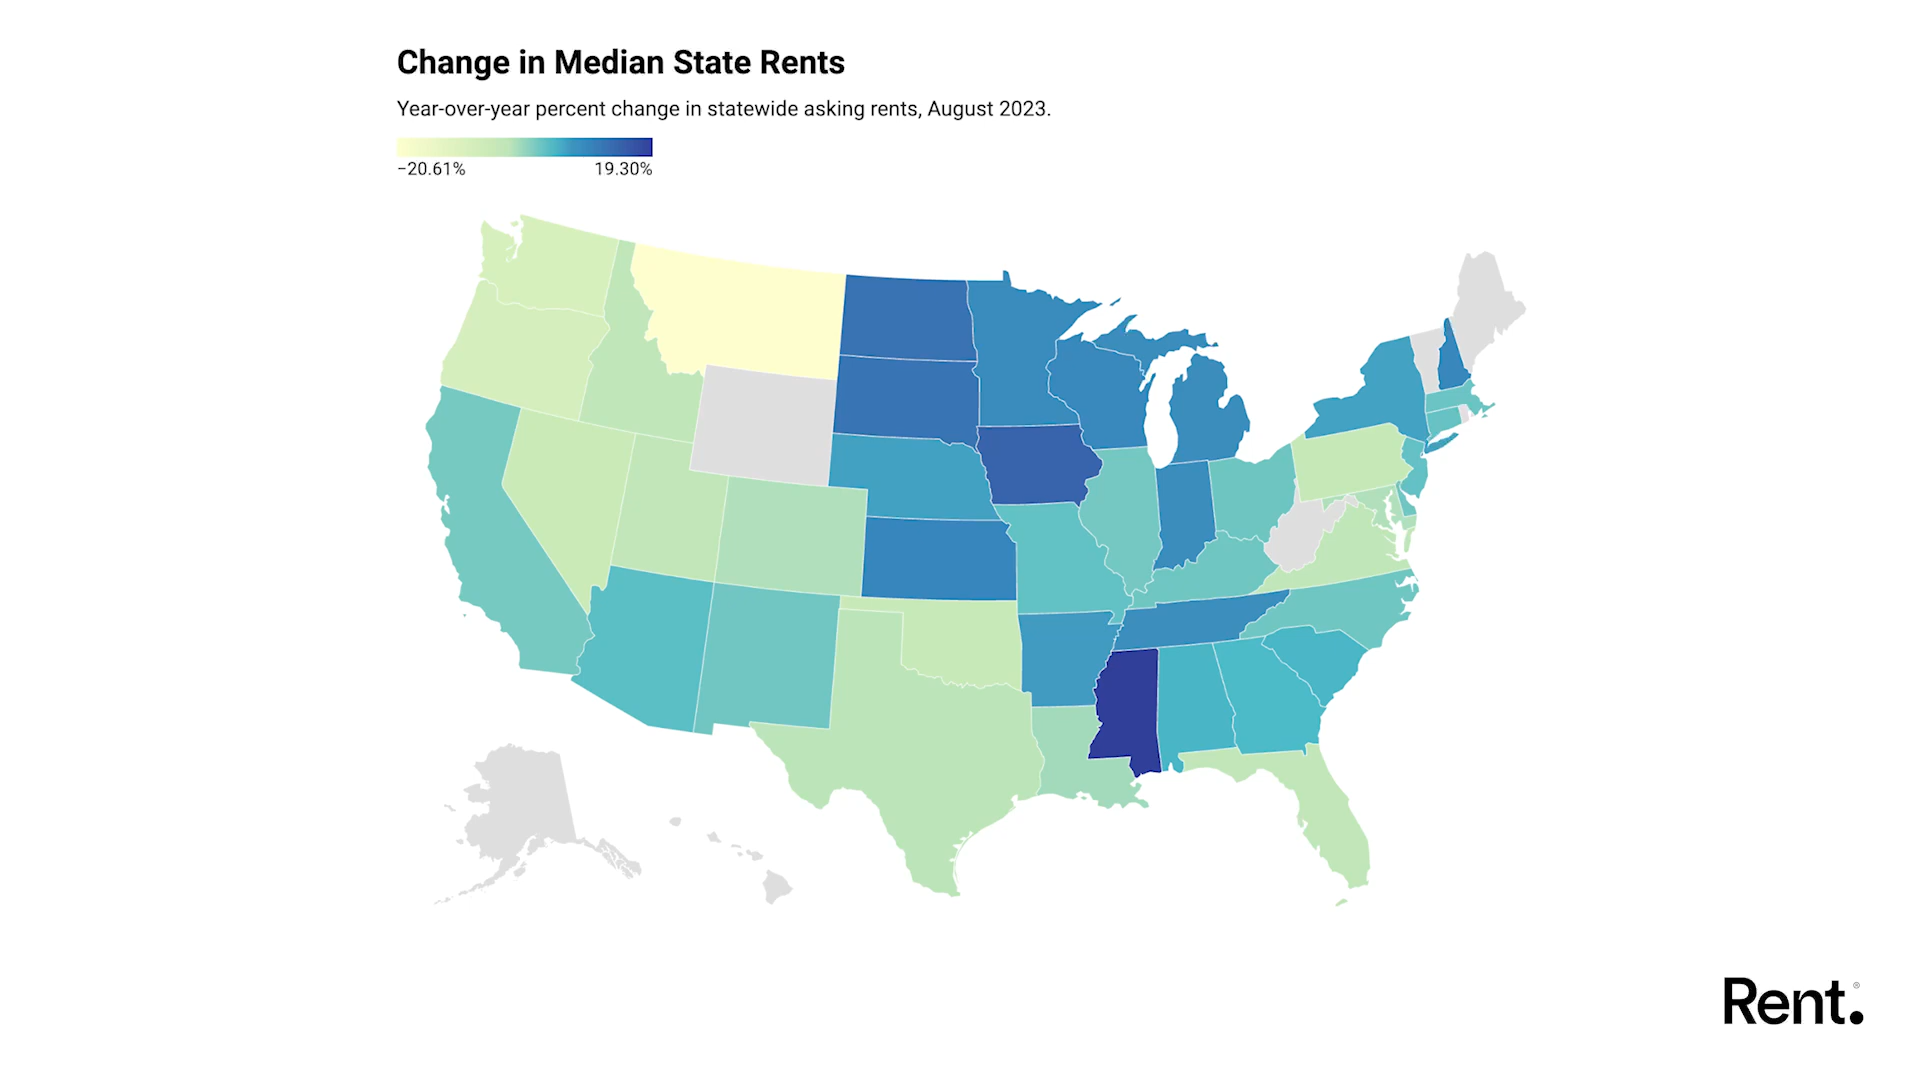 Change in Median State Rents
Year-over-year percent change in statewide asking rents, August 2023.
−20.61% 19.30%
Rent.®